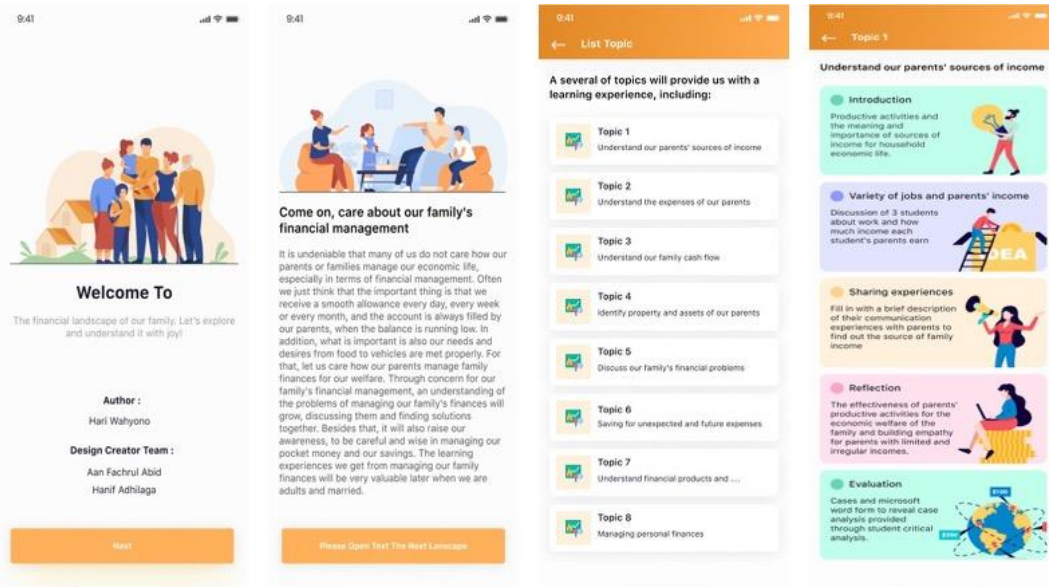 9:41
Welcome To
The financial landscape of our family. Let's explore
and understand it with joy!
Author :
Hari Wahyono
Design Creator Team :
Aan Fachrul Abid
Hanif Adhilaga
Next
9:41
Come on, care about our family's
financial management
It is undeniable that many of us do not care how our
parents or families manage our economic life,
especially in terms of financial management. Often
we just think that the important thing is that we
receive a smooth allowance every day, every week
or every month, and the account is always filled by
our parents, when the balance is running low. In
addition, what is important is also our needs and
desires from food to vehicles are met properly. For
that, let us care how our parents manage family
finances for our welfare. Through concern for our
family's financial management, an understanding of
the problems of managing our family's finances will
grow, discussing them and finding solutions
together. Besides that, it will also raise our
awareness, to be careful and wise in managing our
pocket money and our savings. The learning
experiences we get from managing our family
finances will be very valuable later when we are
adults and married.
Please Open Text The Next Lanscape
9:41
List Topic
A several of topics will provide us with a
learning experience, including:
Topic 1
Understand our parents' sources of income
Topic 2
Understand the expenses of our parents
Topic 3
Understand our family cash flow
Topic 4
Identify property and assets of our parents
Topic 5
Discuss our family's financial problems
Topic 6
Saving for unexpected and future expenses
Topic 7
Understand financial products and ...
Topic 8
Managing personal finances
9:41
Topic 1
Understand our parents' sources of income
Introduction
Productive activities and
the meaning and
importance of sources of
income for household
economic life.
Variety of jobs and parents' income
Discussion of 3 students
about work and how
much income each
student's parents earn
IDEA
Sharing experiences
Fill in with a brief description
of their communication
experiences with parents to
find out the source of family
income
Reflection
The effectiveness of parents'
productive activities for the
economic welfare of the
family and building empathy
for parents with limited and
irregular incomes.
Evaluation
Cases and microsoft
word form to reveal case
analysis provided
through student critical
analysis.